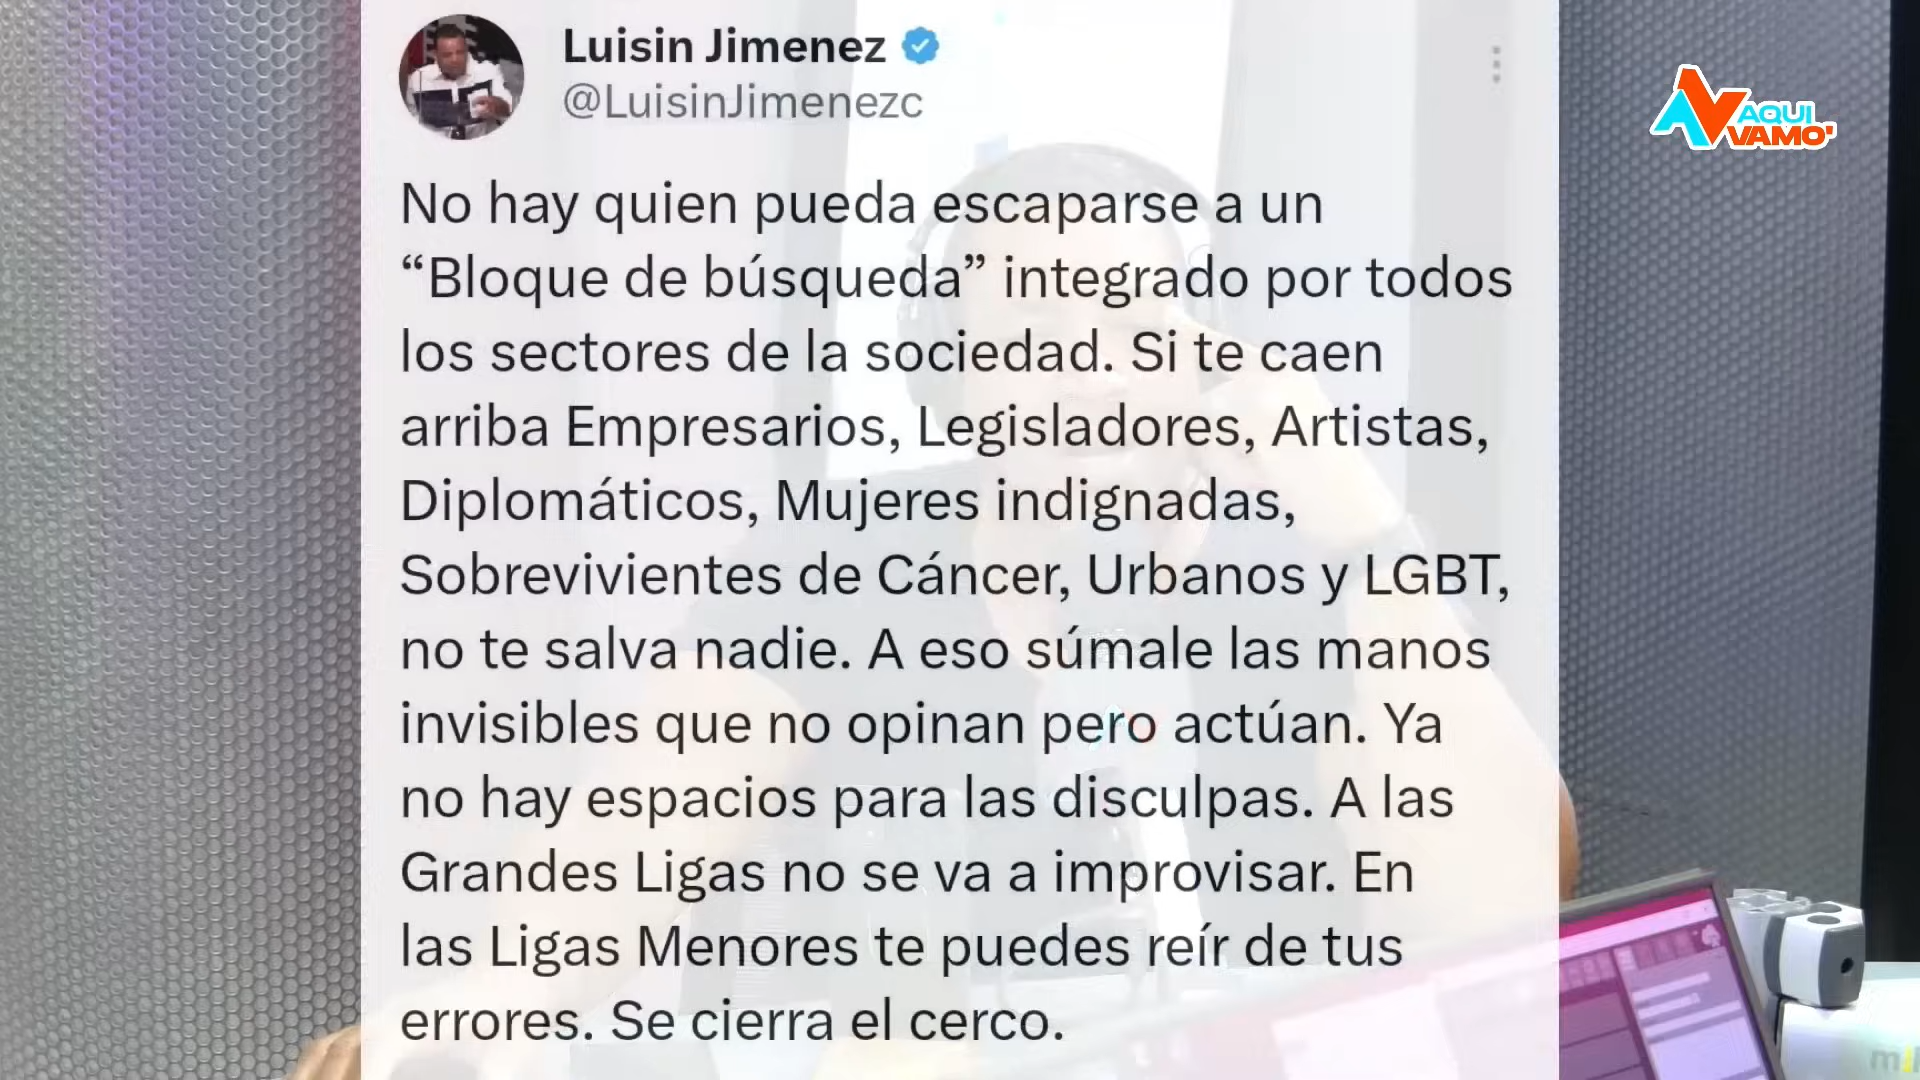 Luisin Jimenez
@LuisinJimenezc
AQUI
VAMO'
No hay quien pueda escaparse a un
“Bloque de búsqueda” integrado por todos
los sectores de la sociedad. Si te caen
arriba Empresarios, Legisladores, Artistas,
Diplomáticos, Mujeres indignadas,
Sobrevivientes de Cáncer, Urbanos y LGBT,
no te salva nadie. A eso súmale las manos
invisibles que no opinan pero actúan. Ya
no hay espacios para las disculpas. A las
Grandes Ligas no se va a improvisar. En
las Ligas Menores te puedes reír de tus
errores. Se cierra el cerco.